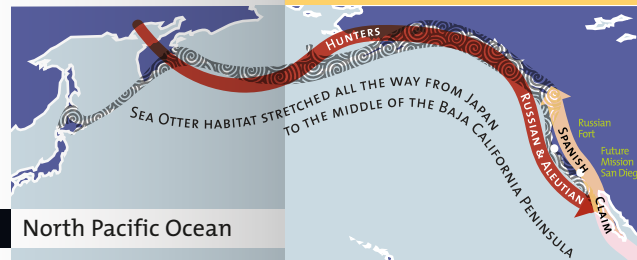 HUNTERS
SEA OTTER HABITAT STRETCHED ALL THE WAY FROM JAPAN
TO THE MIDDLE OF THE BAJA CALIFORNIA PENINSULA
RUSSIAN & ALEUTIAN
SPANISH
CLAIM
Russian
Fort
Future
Mission
San Dieg
North Pacific Ocean